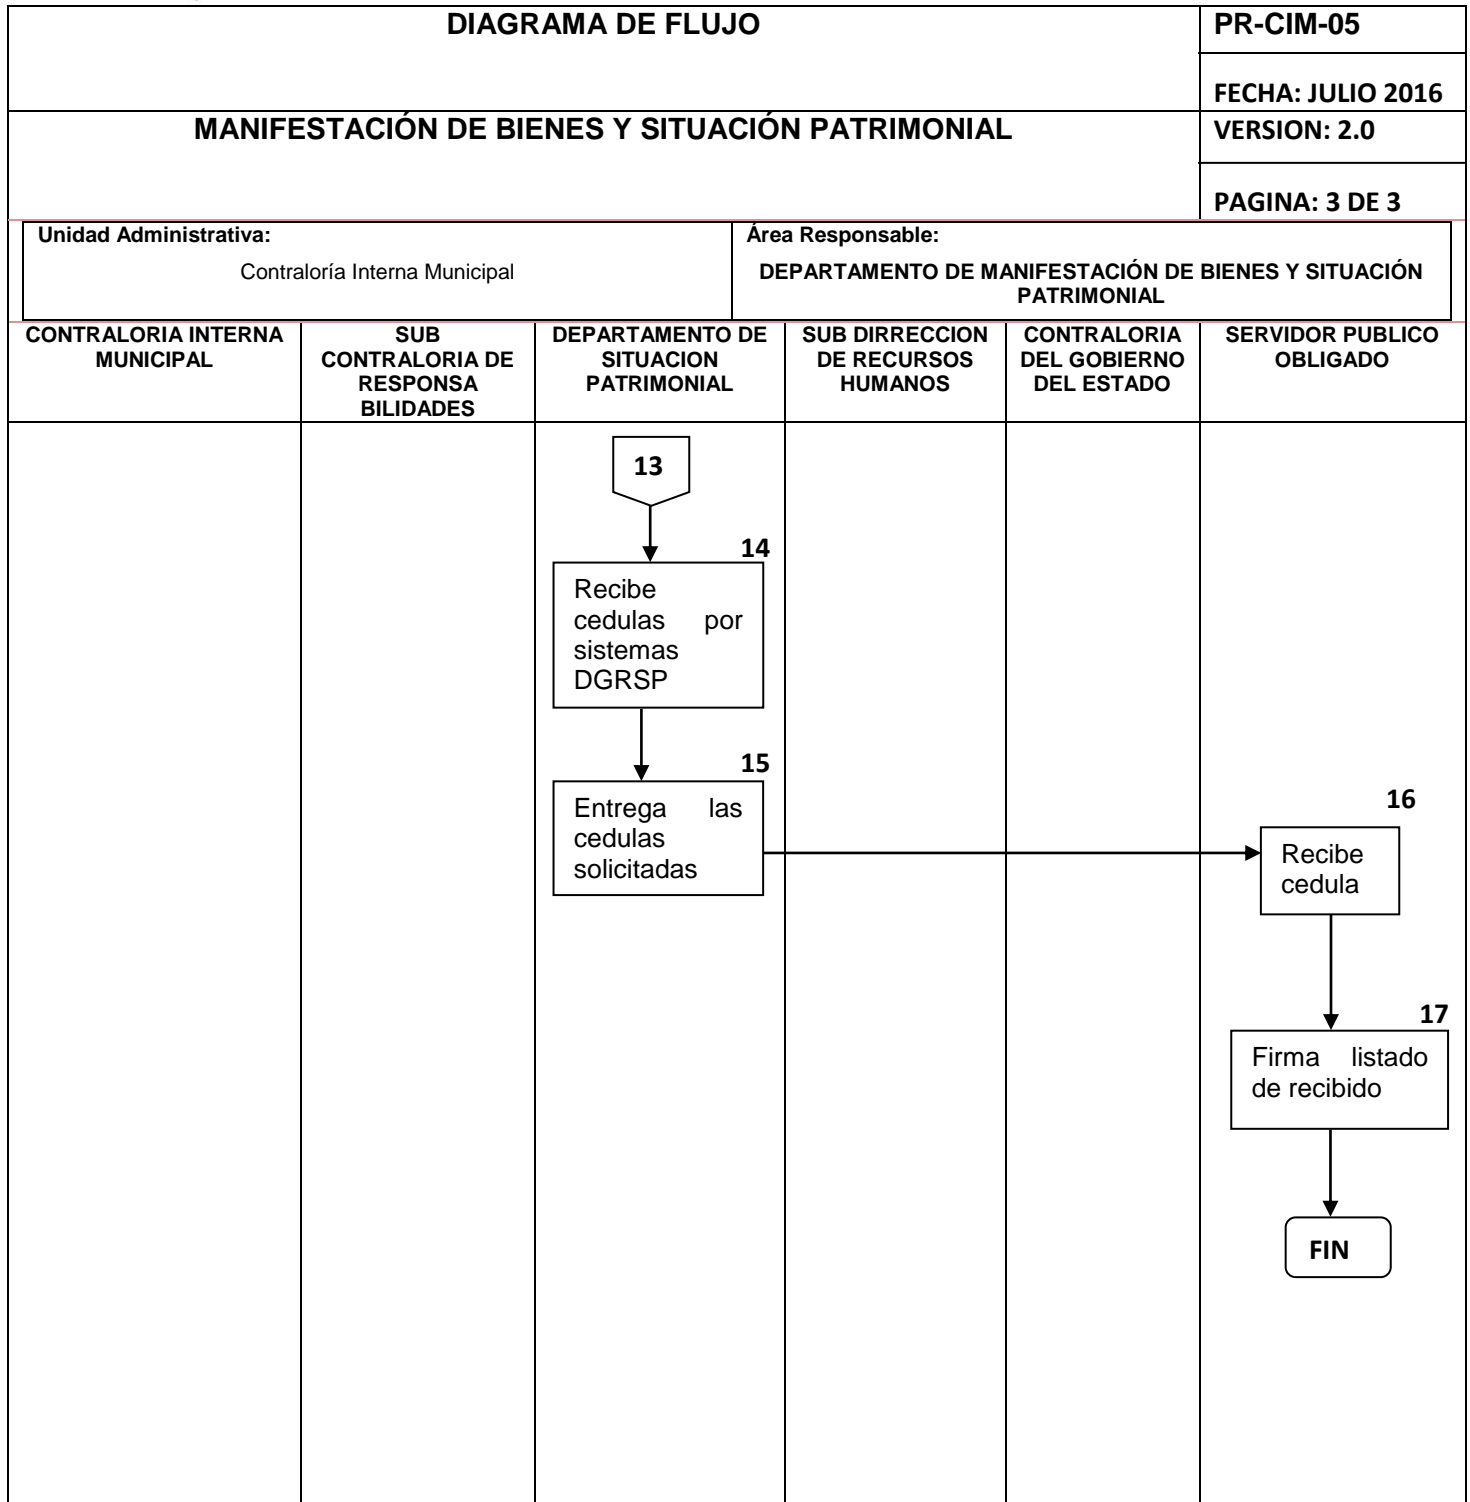 DIAGRAMA DE FLUJO
PR-CIM-05
FECHA: JULIO 2016
MANIFESTACIÓN DE BIENES Y SITUACIÓN PATRIMONIAL
VERSION: 2.0
PAGINA: 3 DE 3
Unidad Administrativa:
Contraloría Interna Municipal
Área Responsable:
DEPARTAMENTO DE MANIFESTACIÓN DE BIENES Y SITUACIÓN
PATRIMONIAL
CONTRALORIA INTERNA
MUNICIPAL
SUB
CONTRALORIA DE
RESPONSA
BILIDADES
DEPARTAMENTO DE
SITUACION
PATRIMONIAL
SUB DIRRECCION
DE RECURSOS
HUMANOS
CONTRALORIA
DEL GOBIERNO
DEL ESTADO
SERVIDOR PUBLICO
OBLIGADO
13
14
Recibe
cedulas por
sistemas
DGRSP
15
Entrega las
cedulas
solicitadas
16
Recibe
cedula
17
Firma listado
de recibido
FIN